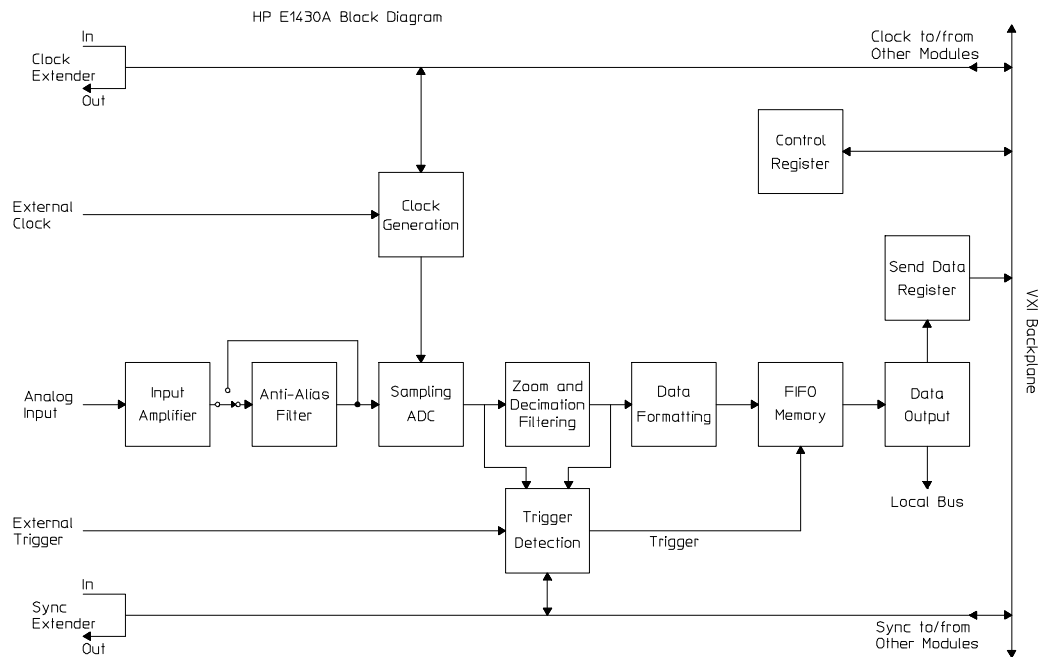 HP E1430A Block Diagram
In
Clock
Extender
Out
Clock to/from
Other Modules
Control
Register
External
Clock
Clock
Generation
Send Data
Register
VXI Backplane
Analog
Input
Input
Amplifier
Anti-Alias
Filter
Sampling
ADC
Zoom and
Decimation
Filtering
Data
Formatting
FIFO
Memory
Data
Output
Local Bus
External
Trigger
Trigger
Detection
Trigger
In
Sync
Extender
Out
Sync to/from
Other Modules